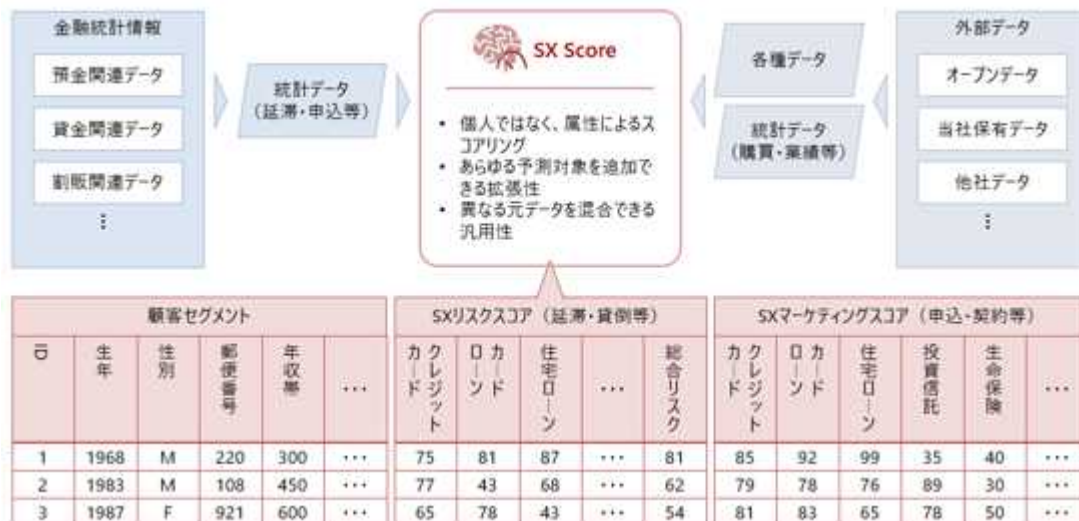 金融統計情報
預金関連データ
貸金関連データ
割販関連データ
⋮
統計データ
(延滞・申込等)
SX Score
• 個人ではなく、属性によるス
コアリング
• あらゆる予測対象を追加で
きる拡張性
• 異なる元データを混合できる
汎用性
各種データ
統計データ
(購買・業績等)
外部データ
オープンデータ
当社保有データ
他社データ
⋮
顧客セグメント SXリスクスコア(延滞・貸倒等) SXマーケティングスコア(申込・契約等)
ID 生年 性別 郵便番号 年収帯 ・・・ クレジットカード カードローン 住宅ローン ・・・ 総合リスク クレジットカード カードローン 住宅ローン 投資信託 生命保険 ・・・
1 1968 M 220 300 ・・・ 75 81 87 ・・・ 81 85 92 99 35 40 ・・・
2 1983 M 108 450 ・・・ 77 43 68 ・・・ 62 79 78 76 89 30 ・・・
3 1987 F 921 600 ・・・ 65 78 43 ・・・ 54 81 83 65 78 50 ・・・